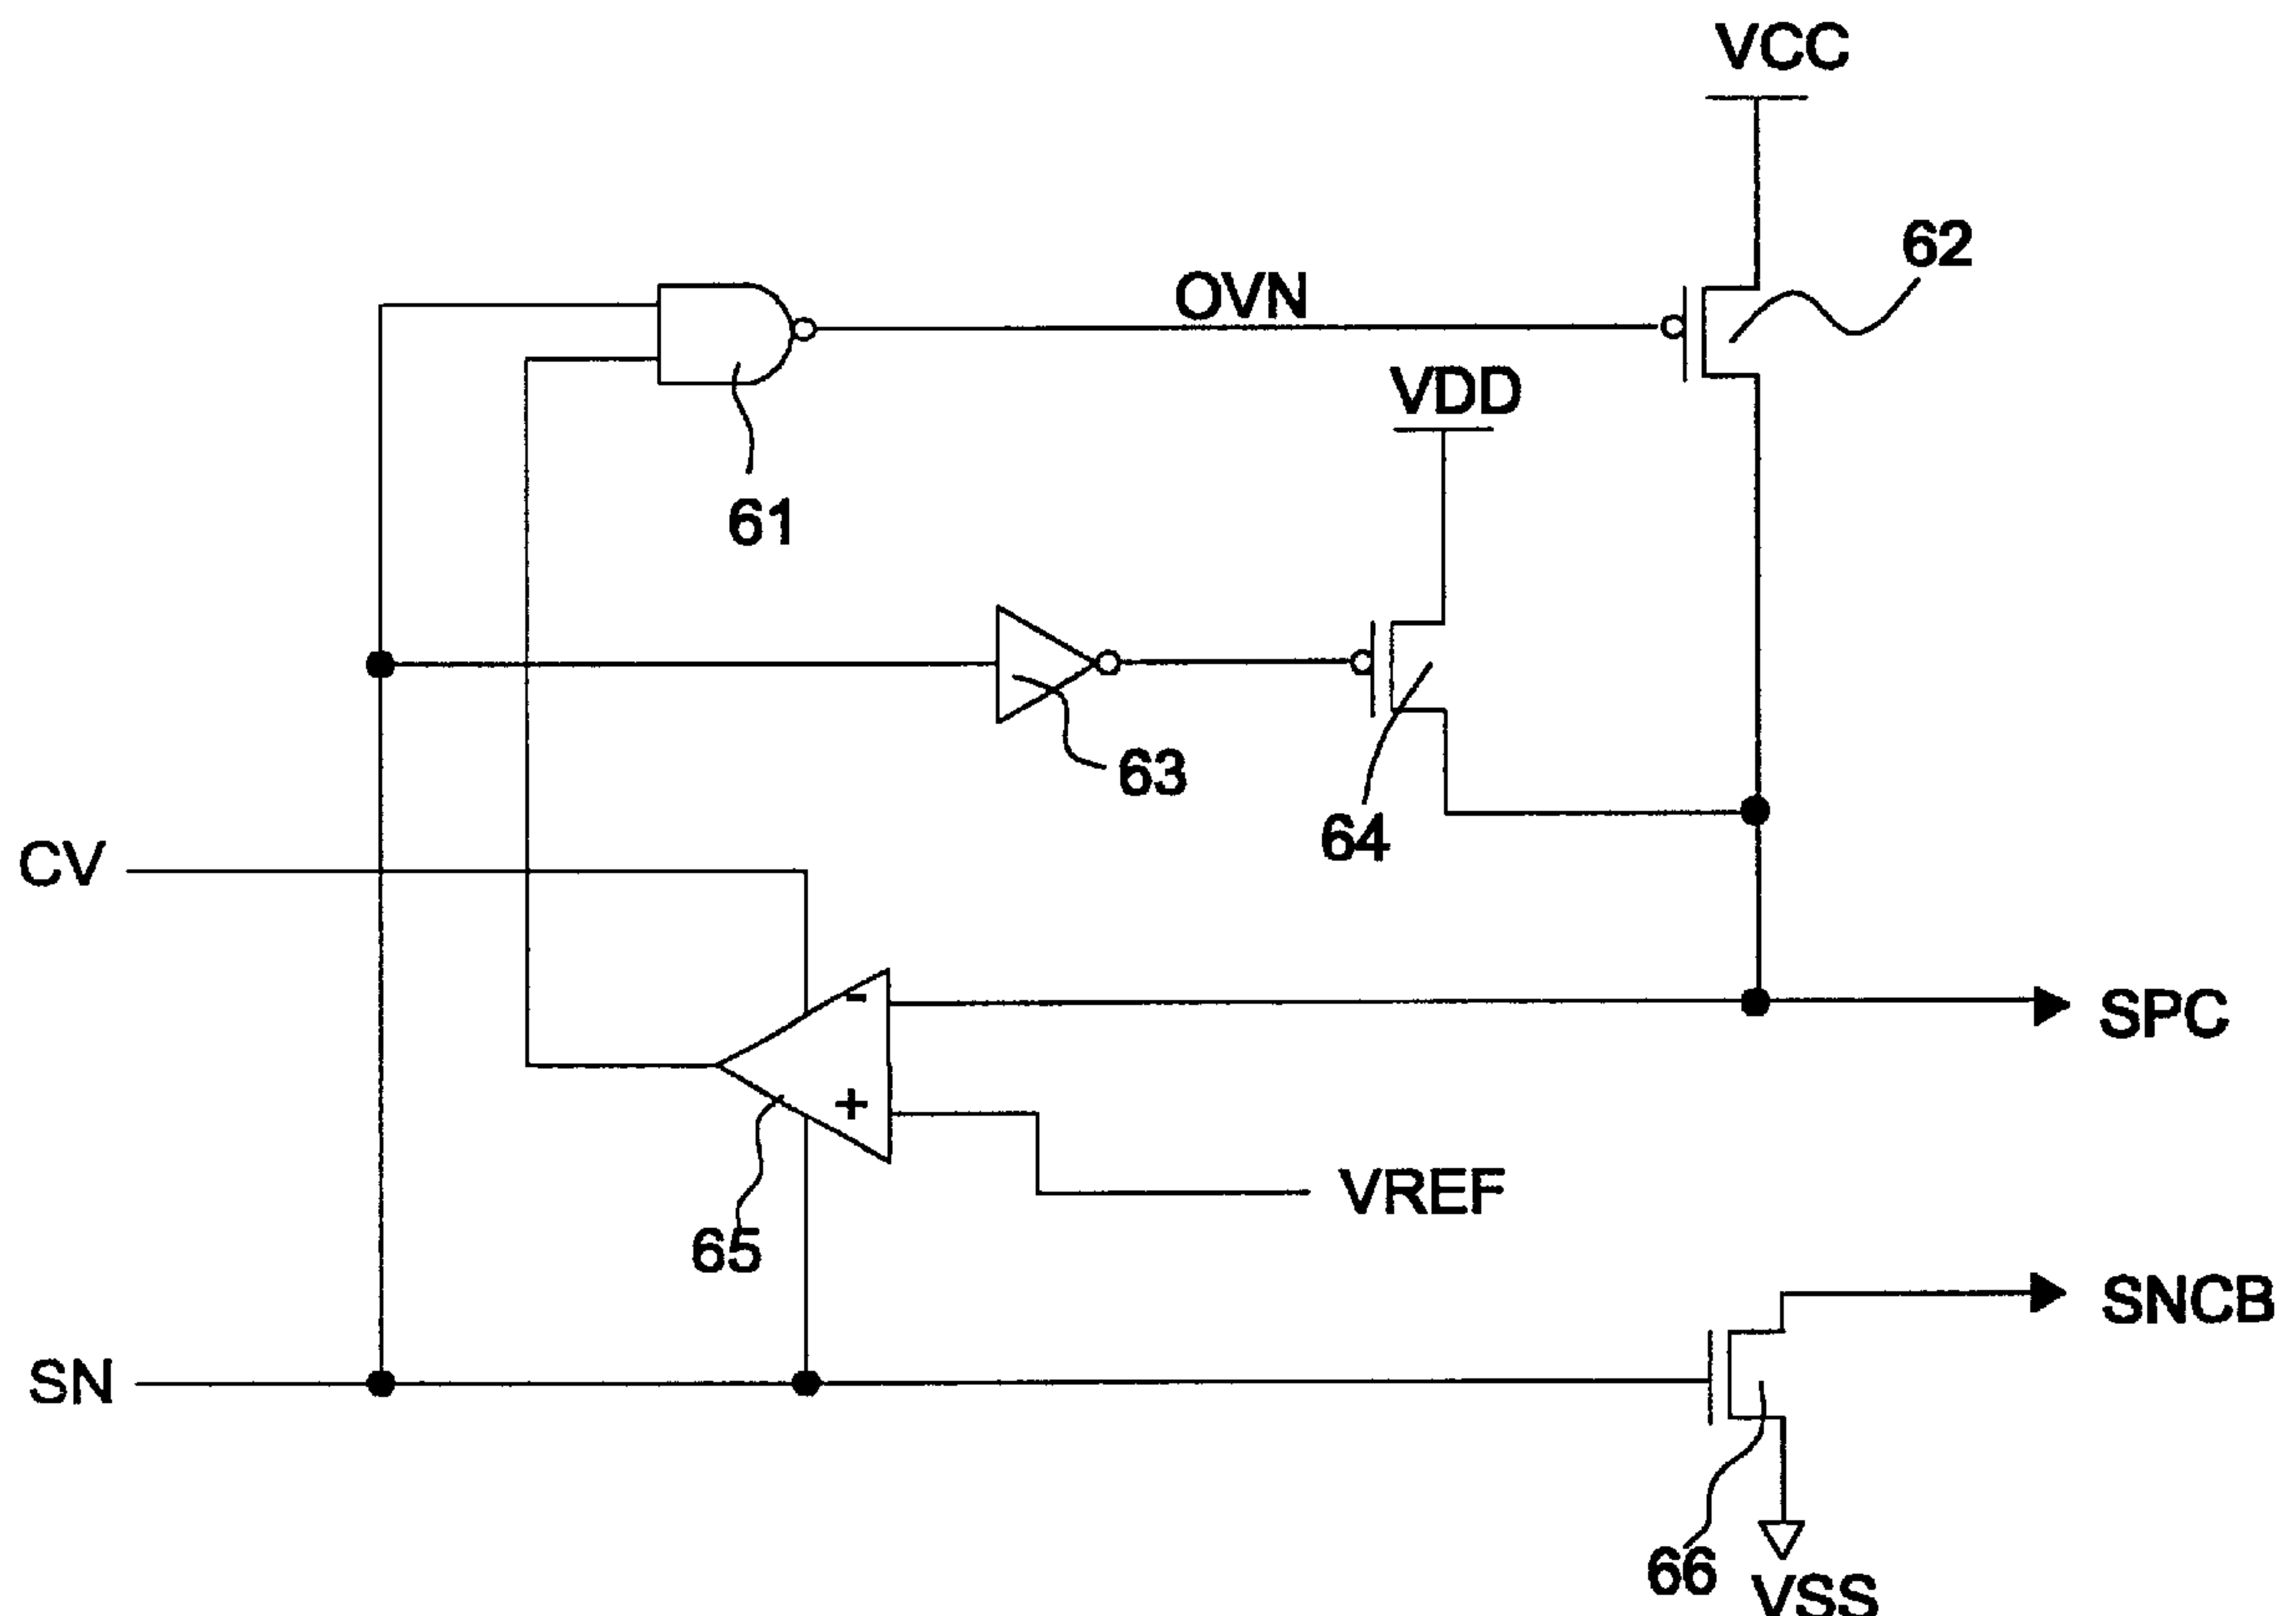 VCC
62
OVN
VDD
61
63
64
CV
-
SPC
+
VREF
65
SNCB
SN
66
VSS